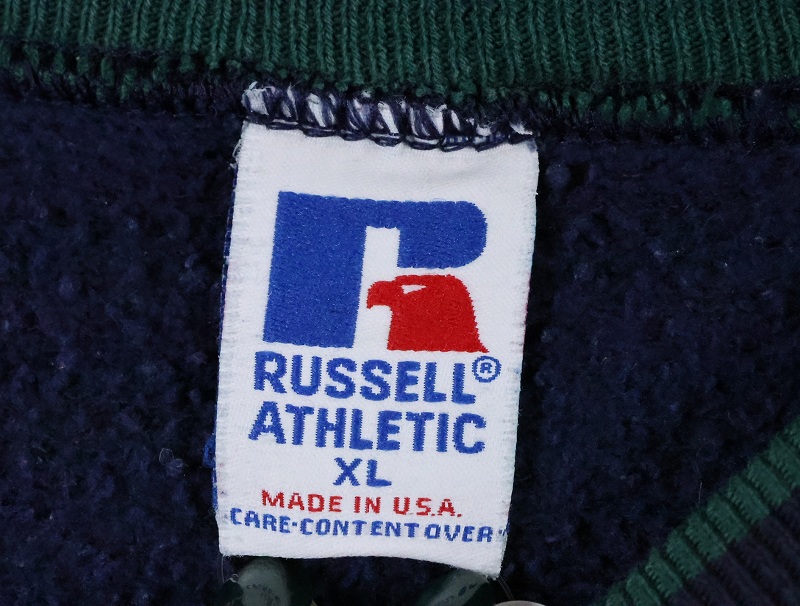 RUSSELL®
ATHLETIC
XL
MADE IN U.S.A.
CARE·CONTENT OVER